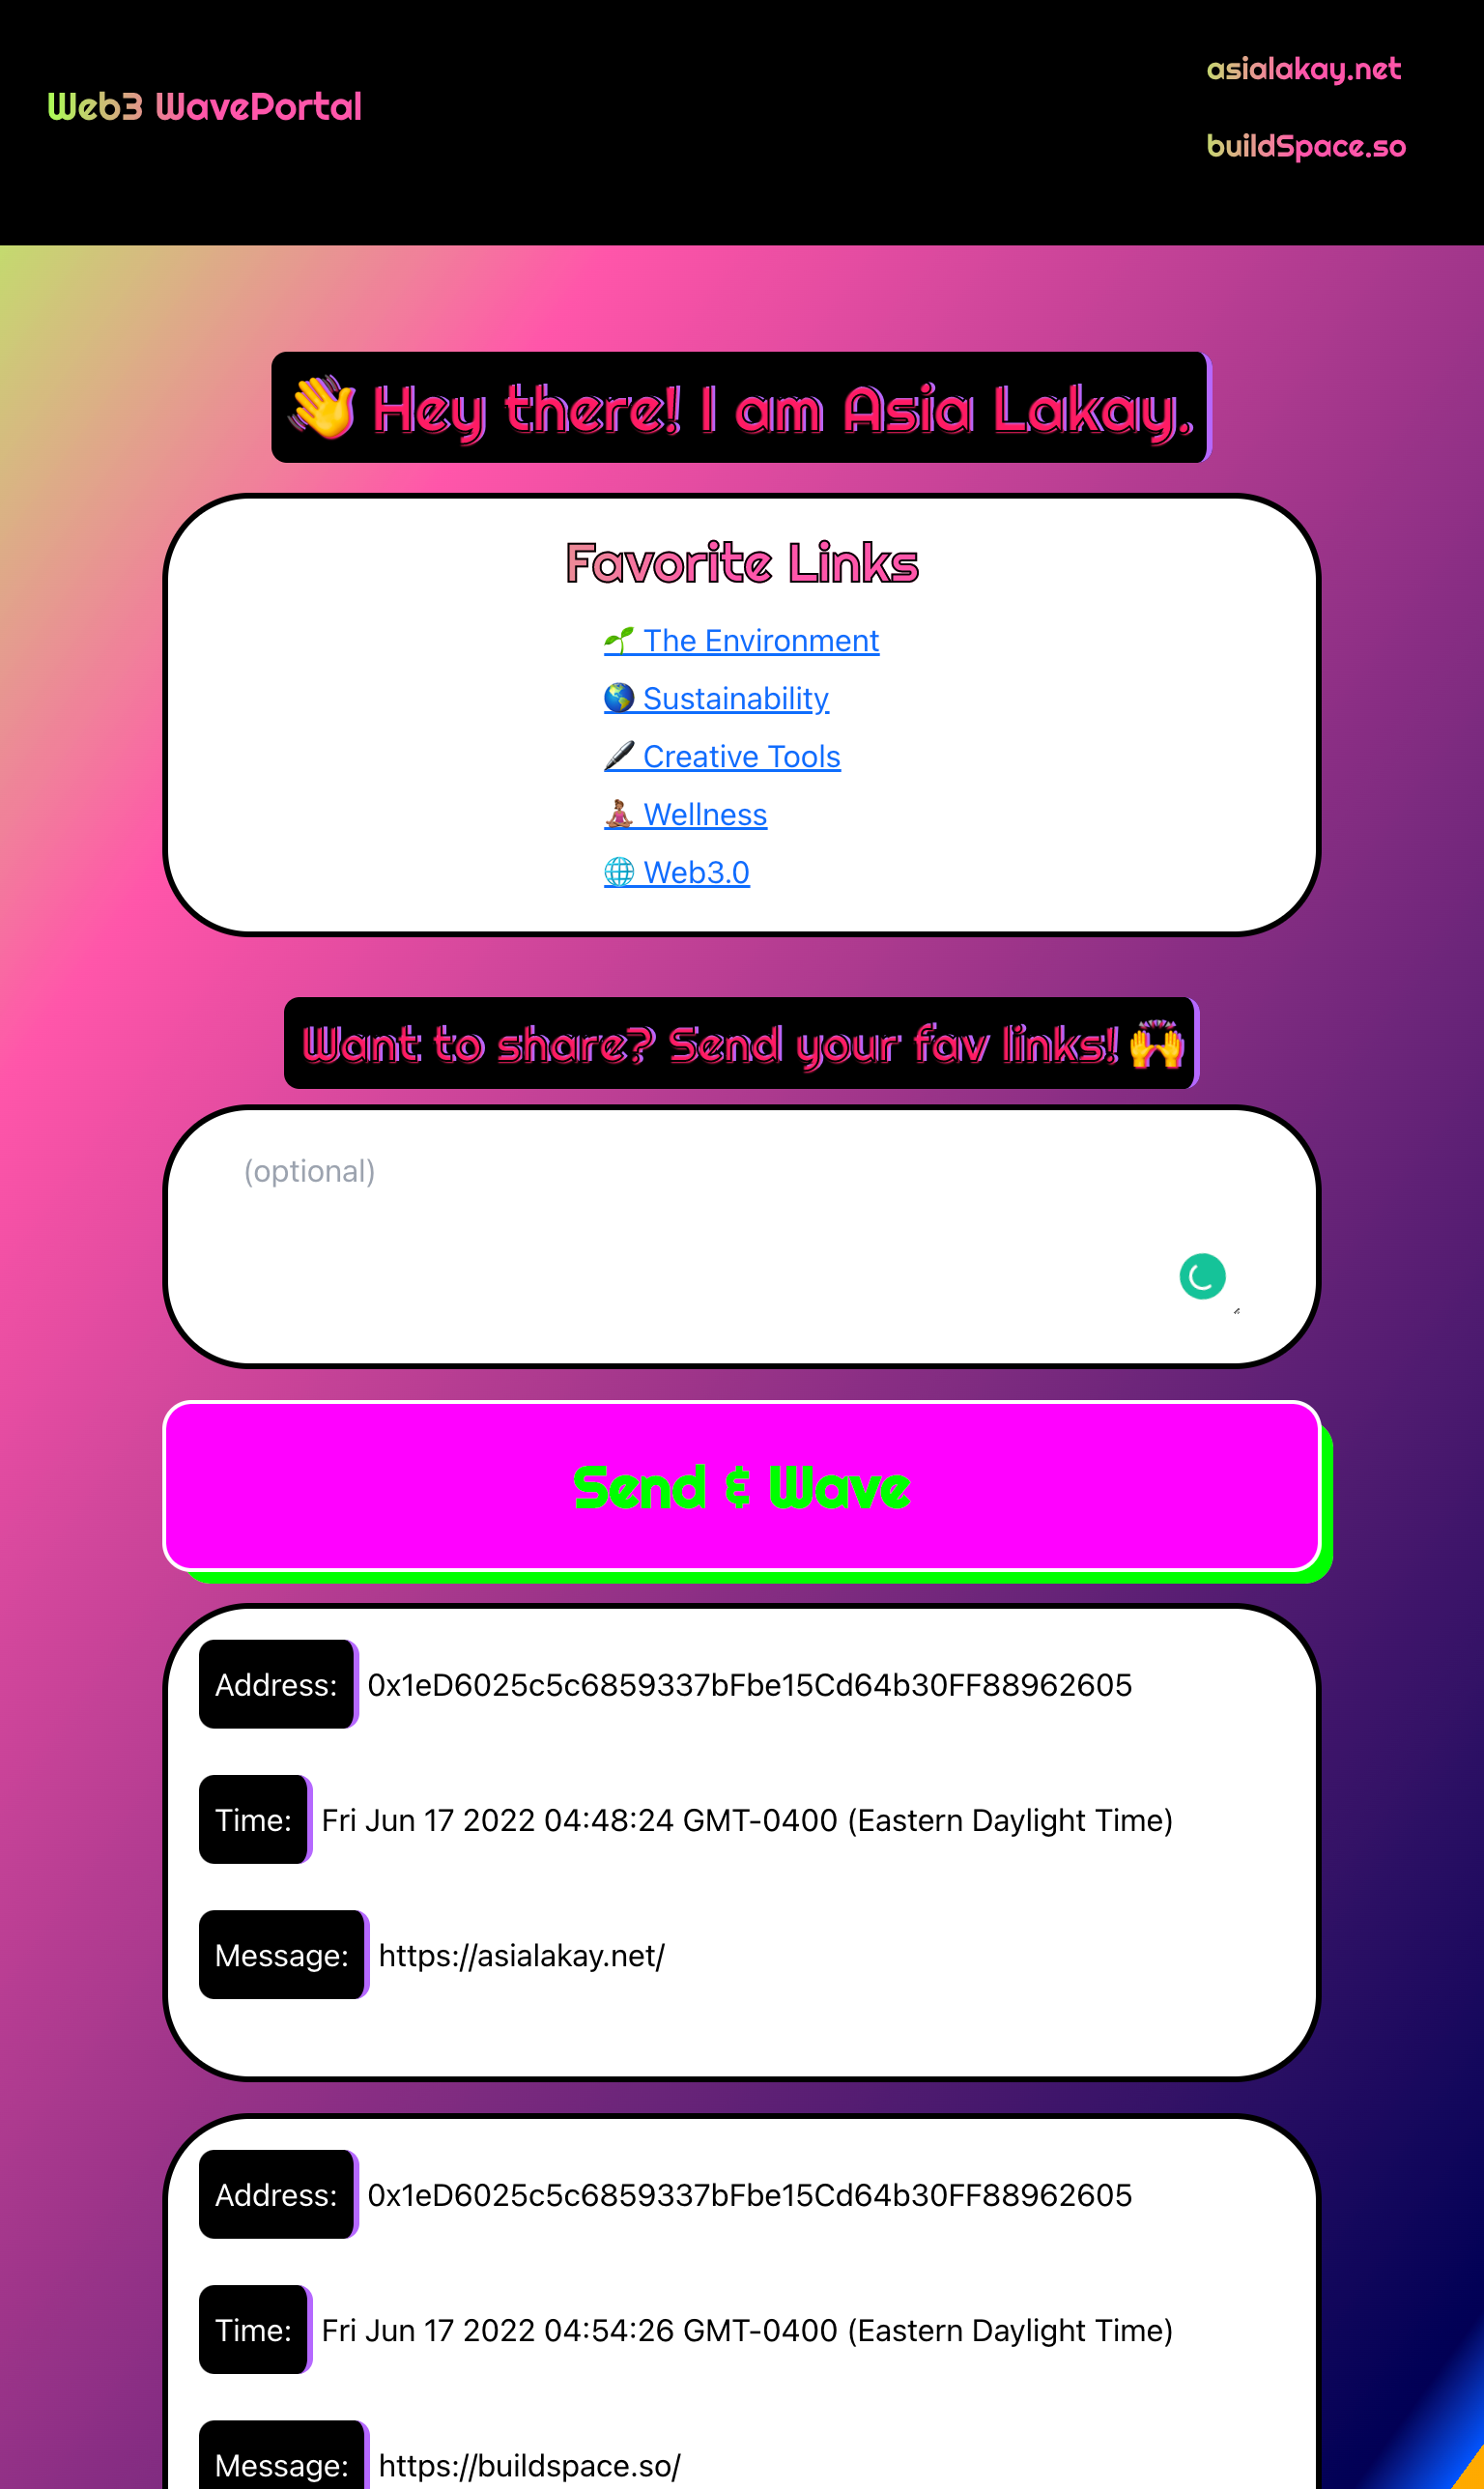 Web3 WavePortal
asialakay.net
buildSpace.so
👋 Hey there! I am Asia Lakay.
Favorite Links
🌱 The Environment
🌎 Sustainability
🖋 Creative Tools
🧘🏽‍♀️ Wellness
🌐 Web3.0
Want to share? Send your fav links! 🙌
(optional)
Send & Wave
Address: 0x1eD6025c5c6859337bFbe15Cd64b30FF88962605
Time: Fri Jun 17 2022 04:48:24 GMT-0400 (Eastern Daylight Time)
Message: https://asialakay.net/
Address: 0x1eD6025c5c6859337bFbe15Cd64b30FF88962605
Time: Fri Jun 17 2022 04:54:26 GMT-0400 (Eastern Daylight Time)
Message: https://buildspace.so/